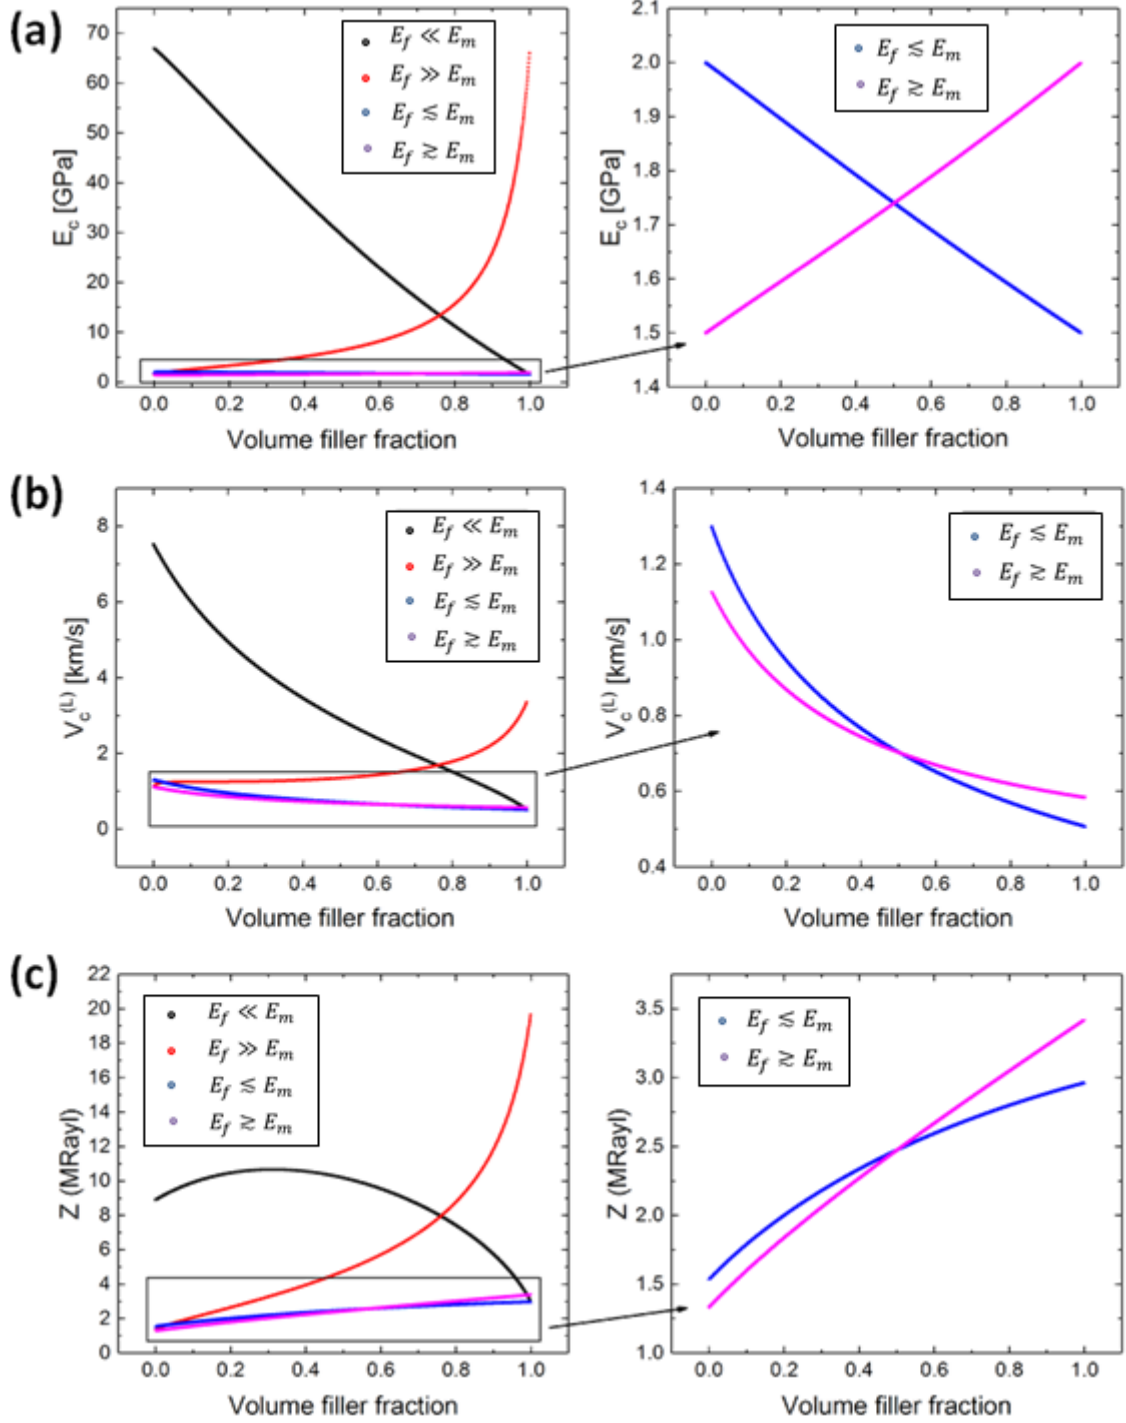 (a)
70
60
50
40
30
20
10
0
E_c [GPa]
E_f ≪ E_m
E_f ≫ E_m
E_f ≲ E_m
E_f ≳ E_m
0.0 0.2 0.4 0.6 0.8 1.0
Volume filler fraction
2.1
2.0
1.9
1.8
1.7
1.6
1.5
1.4
E_c [GPa]
E_f ≲ E_m
E_f ≳ E_m
0.0 0.2 0.4 0.6 0.8 1.0
Volume filler fraction
(b)
8
6
4
2
0
V_c^(L) [km/s]
E_f ≪ E_m
E_f ≫ E_m
E_f ≲ E_m
E_f ≳ E_m
0.0 0.2 0.4 0.6 0.8 1.0
Volume filler fraction
1.4
1.2
1.0
0.8
0.6
0.4
V_c^(L) [km/s]
E_f ≲ E_m
E_f ≳ E_m
0.0 0.2 0.4 0.6 0.8 1.0
Volume filler fraction
(c)
22
20
18
16
14
12
10
8
6
4
2
0
Z (MRayl)
E_f ≪ E_m
E_f ≫ E_m
E_f ≲ E_m
E_f ≳ E_m
0.0 0.2 0.4 0.6 0.8 1.0
Volume filler fraction
3.5
3.0
2.5
2.0
1.5
1.0
Z (MRayl)
E_f ≲ E_m
E_f ≳ E_m
0.0 0.2 0.4 0.6 0.8 1.0
Volume filler fraction